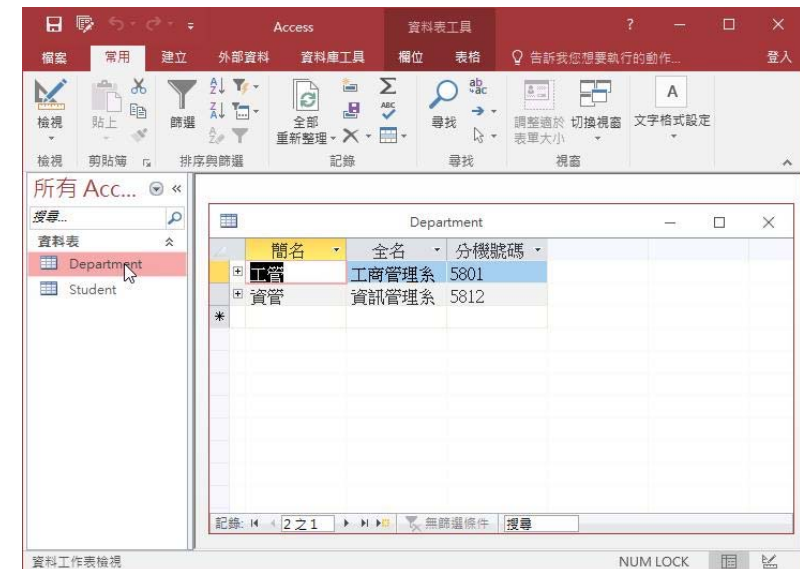 Access 資料表工具 ?
檔案 常用 建立 外部資料 資料庫工具 欄位 表格 告訴我您想要執行的動作... 登入
檢視 貼上 篩選 全部重新整理 尋找 調整適於表單大小 切換視窗 文字格式設定
檢視 剪貼簿 排序與篩選 記錄 尋找 視窗
所有 Acc...
搜尋...
資料表
Department
Student
Department
簡名 全名 分機號碼
工管 工商管理系 5801
資管 資訊管理系 5812
記錄: 2 之 1 無篩選條件 搜尋
資料工作表檢視 NUM LOCK